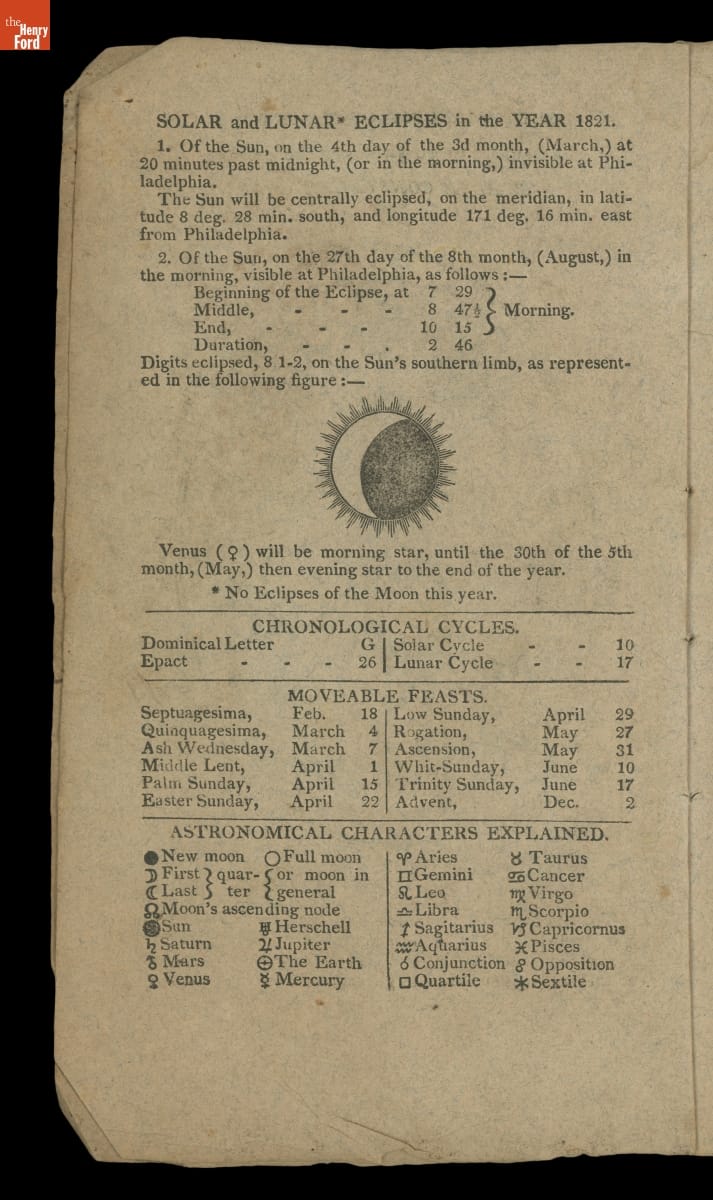 the
Henry
Ford
SOLAR and LUNAR* ECLIPSES in the YEAR 1821.
1. Of the Sun, on the 4th day of the 3d month, (March,) at
20 minutes past midnight, (or in the morning,) invisible at Phi-
ladelphia.
The Sun will be centrally eclipsed, on the meridian, in lati-
tude 8 deg. 28 min. south, and longitude 171 deg. 16 min. east
from Philadelphia.
2. Of the Sun, on the 27th day of the 8th month, (August,) in
the morning, visible at Philadelphia, as follows :—
Beginning of the Eclipse, at 7 29
Middle, - - - 8 47½ } Morning.
End, - - - 10 15
Duration, - - . 2 46
Digits eclipsed, 8 1-2, on the Sun's southern limb, as represent-
ed in the following figure :—
Venus (♀) will be morning star, until the 30th of the 5th
month, (May,) then evening star to the end of the year.
* No Eclipses of the Moon this year.
CHRONOLOGICAL CYCLES.
Dominical Letter G | Solar Cycle - - 10
Epact - - - 26 | Lunar Cycle - - 17
MOVEABLE FEASTS.
Septuagesima, Feb. 18 | Low Sunday, April 29
Quinquagesima, March 4 | Rogation, May 27
Ash Wednesday, March 7 | Ascension, May 31
Middle Lent, April 1 | Whit-Sunday, June 10
Palm Sunday, April 15 | Trinity Sunday, June 17
Easter Sunday, April 22 | Advent, Dec. 2
ASTRONOMICAL CHARACTERS EXPLAINED.
● New moon ○ Full moon | ♈ Aries ♉ Taurus
☽ First } quar- { or moon in | ♊ Gemini ♋ Cancer
☾ Last } ter { general | ♌ Leo ♍ Virgo
☊ Moon's ascending node | ♎ Libra ♏ Scorpio
☉ Sun ♅ Herschell | ♐ Sagitarius ♑ Capricornus
♄ Saturn ♃ Jupiter | ♒ Aquarius ♓ Pisces
♂ Mars ⊕ The Earth | ☌ Conjunction ☍ Opposition
♀ Venus ☿ Mercury | □ Quartile ⚹ Sextile